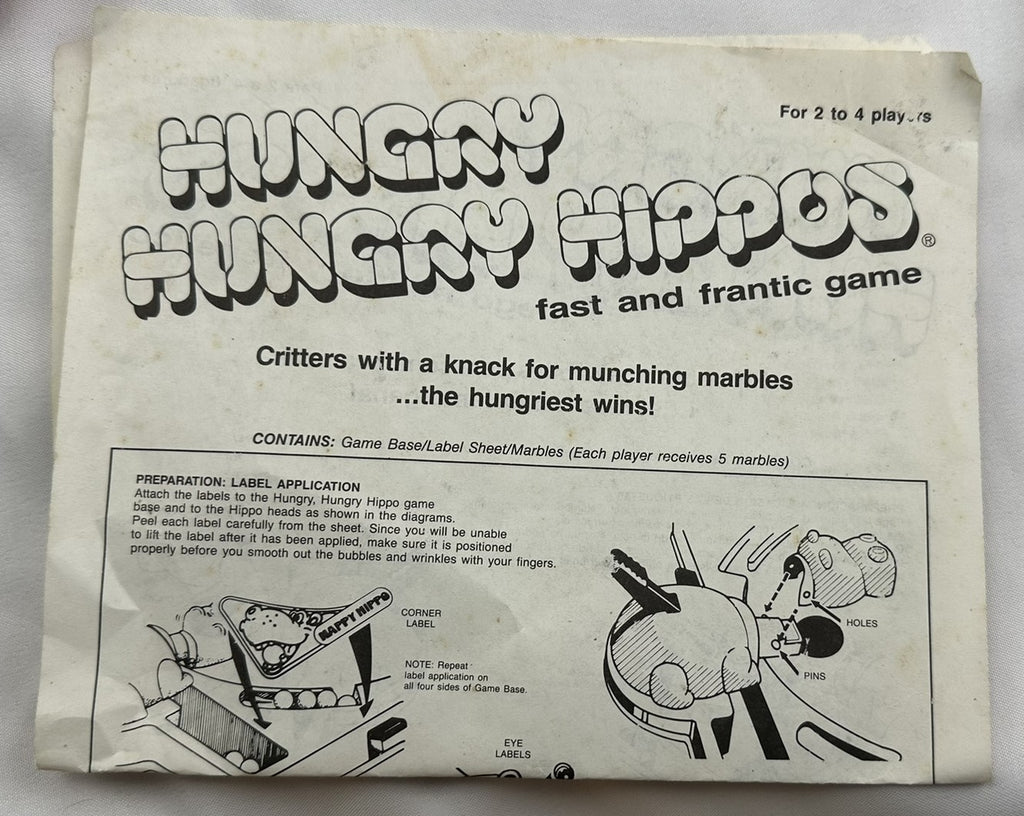 For 2 to 4 players
HUNGRY
HUNGRY HIPPOS®
fast and frantic game
Critters with a knack for munching marbles
...the hungriest wins!
CONTAINS: Game Base/Label Sheet/Marbles (Each player receives 5 marbles)
PREPARATION: LABEL APPLICATION
Attach the labels to the Hungry, Hungry Hippo game
base and to the Hippo heads as shown in the diagrams.
Peel each label carefully from the sheet. Since you will be unable
to lift the label after it has been applied, make sure it is positioned
properly before you smooth out the bubbles and wrinkles with your fingers.
HAPPY HIPPO
CORNER
LABEL
NOTE: Repeat
label application on
all four sides of Game Base.
HOLES
PINS
EYE
LABELS